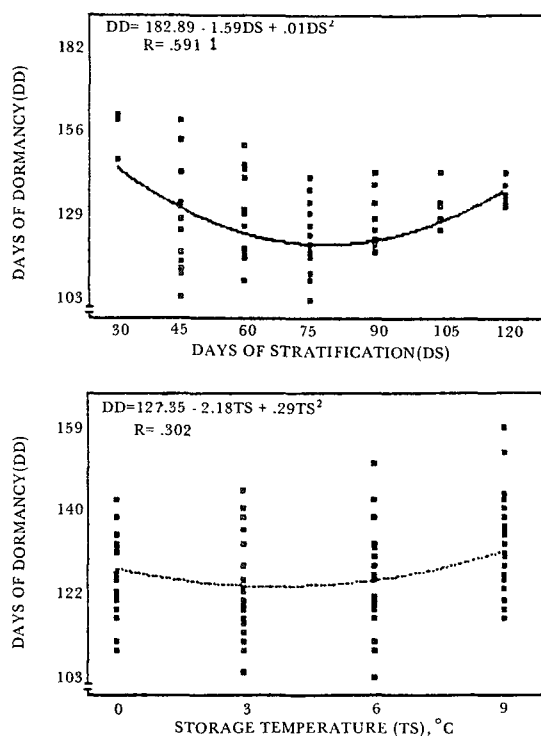 DD= 182.89 - 1.59DS + .01DS²
R= .591 1
DAYS OF DORMANCY(DD)
182
156
129
103
30 45 60 75 90 105 120
DAYS OF STRATIFICATION(DS)
DD=127.35 - 2.18TS + .29TS²
R= .302
DAYS OF DORMANCY(DD)
159
140
122
103
0 3 6 9
STORAGE TEMPERATURE (TS), °C